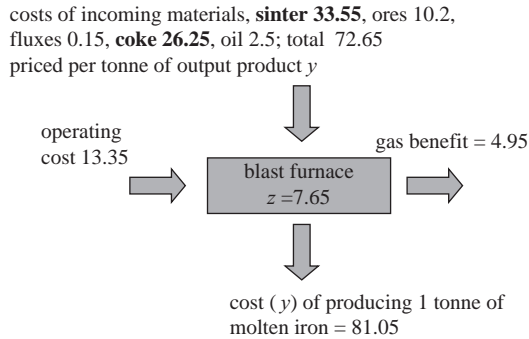 costs of incoming materials, sinter 33.55, ores 10.2,
fluxes 0.15, coke 26.25, oil 2.5; total 72.65
priced per tonne of output product y
operating
cost 13.35
gas benefit = 4.95
blast furnace
z =7.65
cost ( y) of producing 1 tonne of
molten iron = 81.05